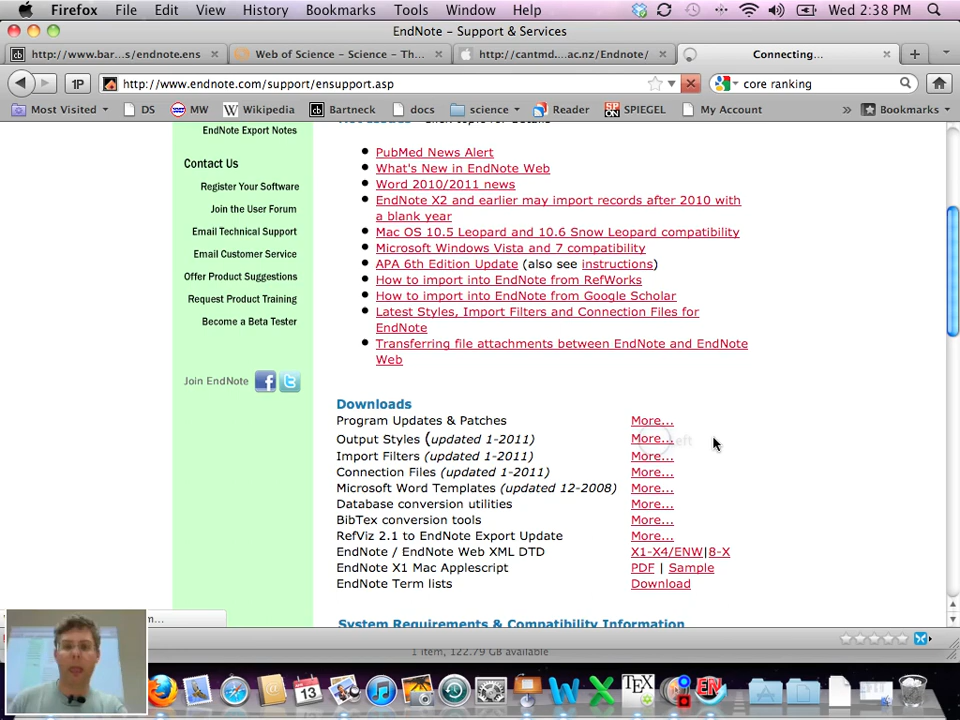 Firefox File Edit View History Bookmarks Tools Window Help Wed 2:38 PM
EndNote – Support & Services
http://www.bar...s/endnote.ens Web of Science – Science – Th... http://cantmd....ac.nz/Endnote/ Connecting...
1P http://www.endnote.com/support/ensupport.asp core ranking
Most Visited DS MW Wikipedia Bartneck docs science Reader SPIEGEL My Account Bookmarks
EndNote Export Notes
Contact Us
Register Your Software
Join the User Forum
Email Technical Support
Email Customer Service
Offer Product Suggestions
Request Product Training
Become a Beta Tester
Join EndNote
PubMed News Alert
What's New in EndNote Web
Word 2010/2011 news
EndNote X2 and earlier may import records after 2010 with
a blank year
Mac OS 10.5 Leopard and 10.6 Snow Leopard compatibility
Microsoft Windows Vista and 7 compatibility
APA 6th Edition Update (also see instructions)
How to import into EndNote from RefWorks
How to import into EndNote from Google Scholar
Latest Styles, Import Filters and Connection Files for
EndNote
Transferring file attachments between EndNote and EndNote
Web
Downloads
Program Updates & Patches More...
Output Styles (updated 1-2011) More...
Import Filters (updated 1-2011) More...
Connection Files (updated 1-2011) More...
Microsoft Word Templates (updated 12-2008) More...
Database conversion utilities More...
BibTex conversion tools More...
RefViz 2.1 to EndNote Export Update More...
EndNote / EndNote Web XML DTD X1-X4/ENW|8-X
EndNote X1 Mac Applescript PDF | Sample
EndNote Term lists Download
System Requirements & Compatibility Information
1 item, 122.79 GB available